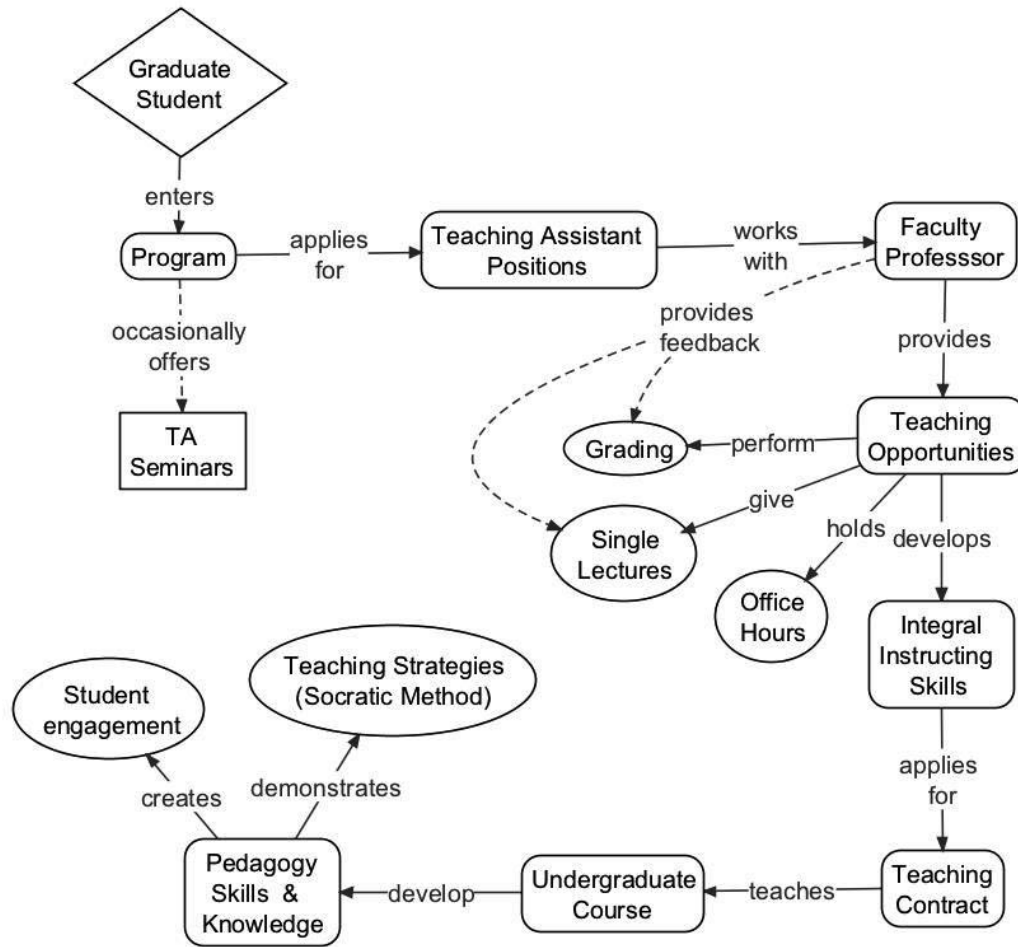 Graduate
Student
enters
Program
applies
for
Teaching Assistant
Positions
works
with
Faculty
Professsor
occasionally
offers
TA
Seminars
provides
feedback
provides
Teaching
Opportunities
Grading
perform
give
Single
Lectures
holds
develops
Office
Hours
Integral
Instructing
Skills
Teaching Strategies
(Socratic Method)
Student
engagement
creates
demonstrates
applies
for
Pedagogy
Skills &
Knowledge
develop
Undergraduate
Course
teaches
Teaching
Contract